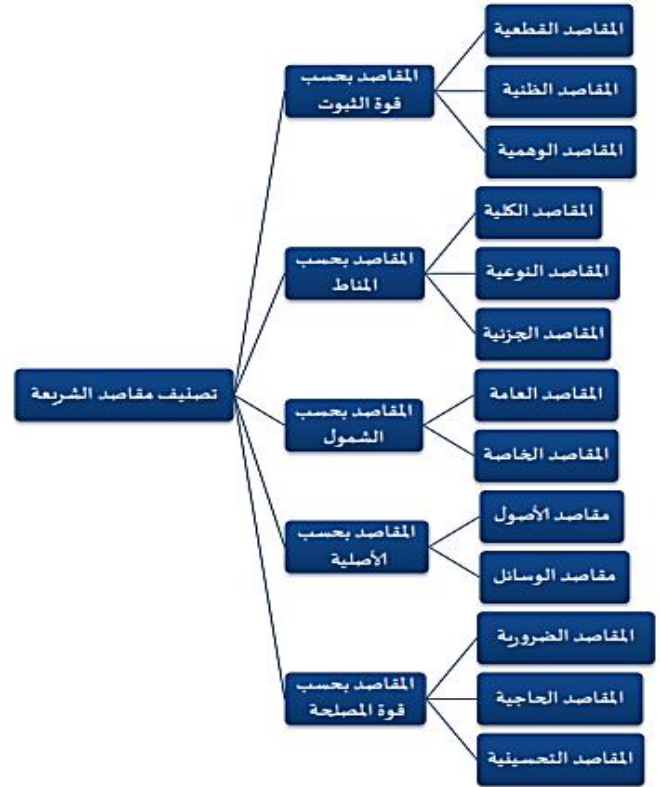 تصنيف مقاصد الشريعة
المقاصد بحسب
قوة الثبوت
المقاصد القطعية
المقاصد الظنية
المقاصد الوهمية
المقاصد بحسب
المناط
المقاصد الكلية
المقاصد النوعية
المقاصد الجزئية
المقاصد بحسب
الشمول
المقاصد العامة
المقاصد الخاصة
المقاصد بحسب
الأصلية
مقاصد الأصول
مقاصد الوسائل
المقاصد بحسب
قوة المصلحة
المقاصد الضرورية
المقاصد الحاجية
المقاصد التحسينية